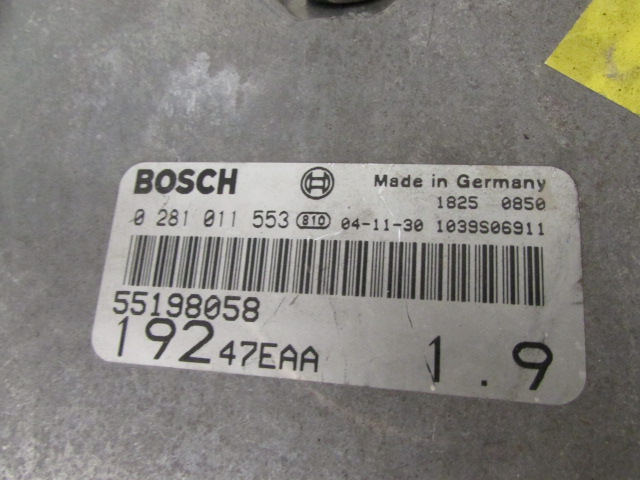 BOSCH Made in Germany
1825 0850
0 281 011 553 810 04-11-30 1039S06911
55198058
192 47EAA 1.9